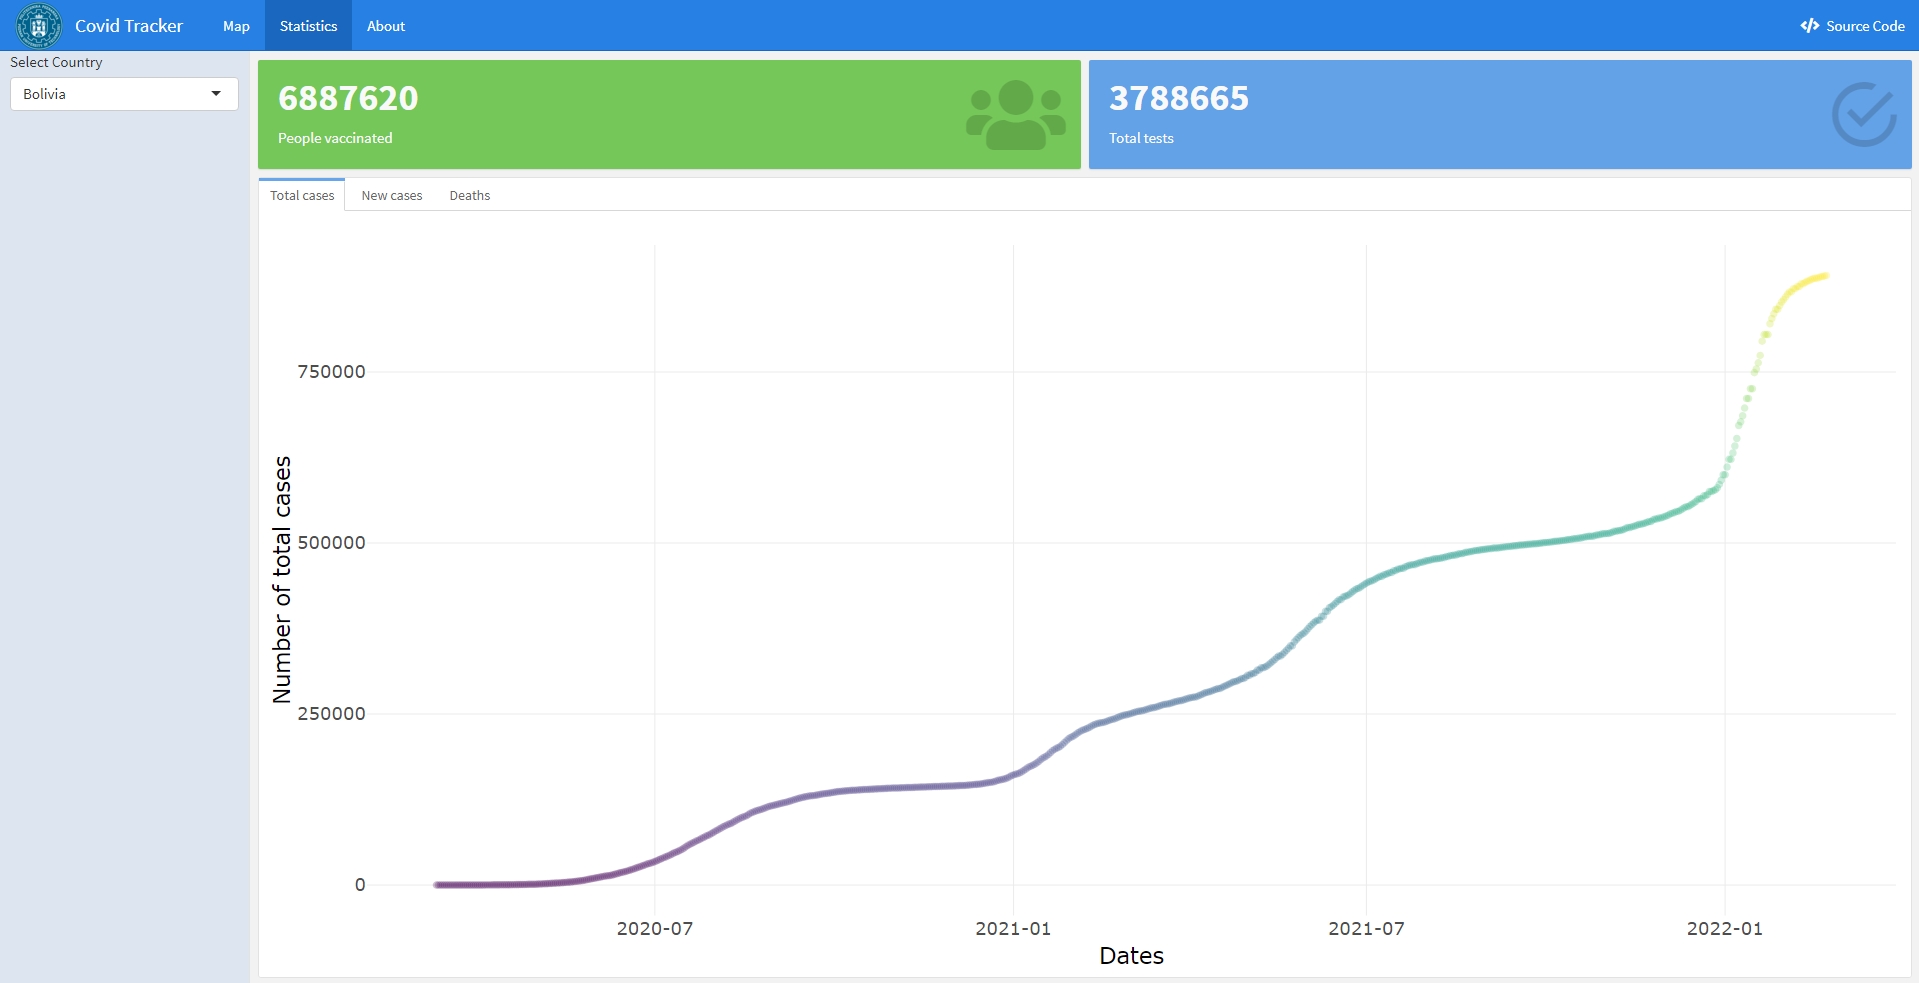 Covid Tracker
Map
Statistics
About
Source Code
Select Country
Bolivia
6887620
People vaccinated
3788665
Total tests
Total cases
New cases
Deaths
Number of total cases
750000
500000
250000
0
2020-07
2021-01
2021-07
2022-01
Dates